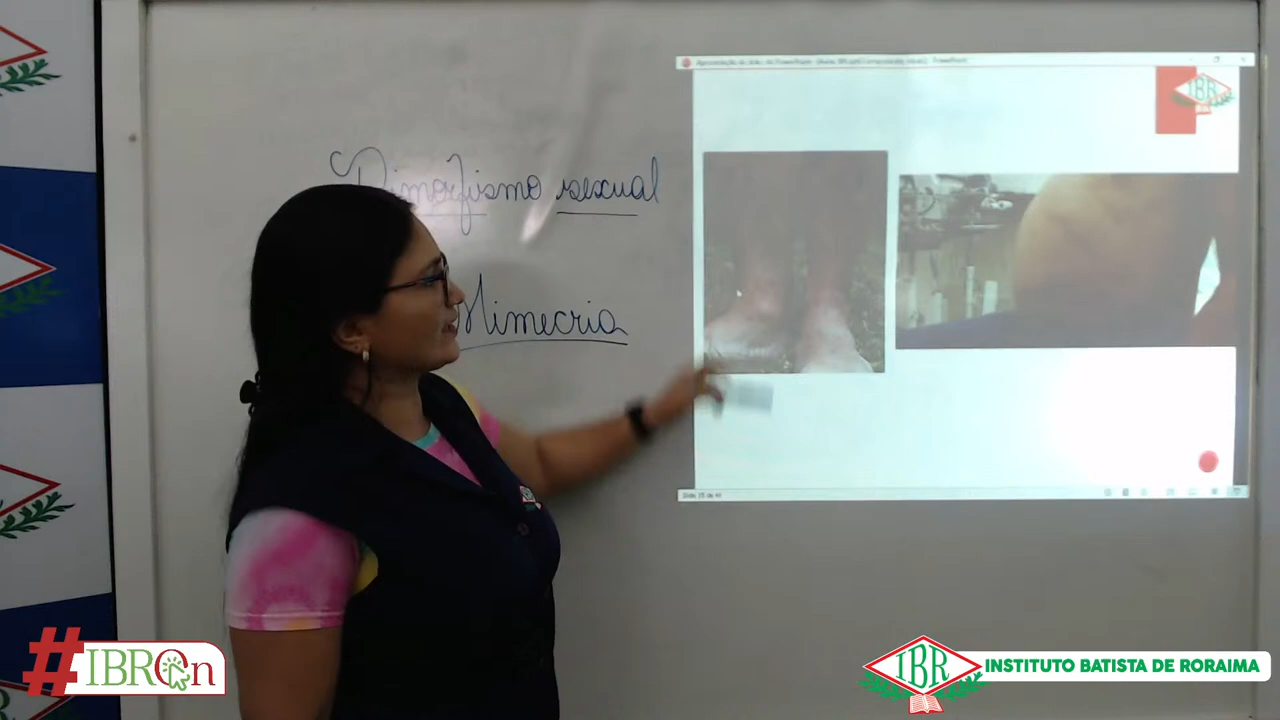 Dimorfismo sexual
Mimecria
IBR
#IBROn
IBR
INSTITUTO BATISTA DE RORAIMA